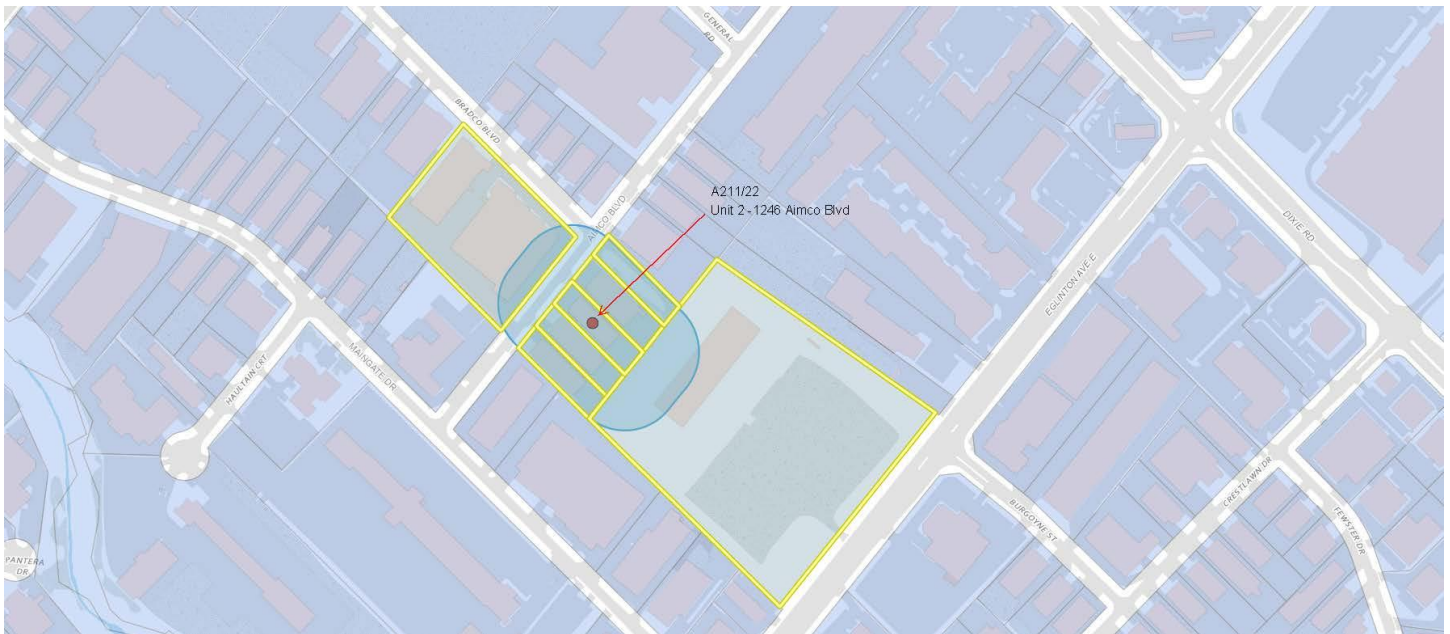 GENERAL
RD
BRADCO BLVD
A211/22
Unit 2 - 1246 Aimco Blvd
AIMCO BLVD
DIXIE RD
EGLINTON AVE E
MAINGATE DR
HAULTAIN CRT
CRESTLAWN DR
BURGOYNE ST
FEWSTER DR
PANTERA
DR